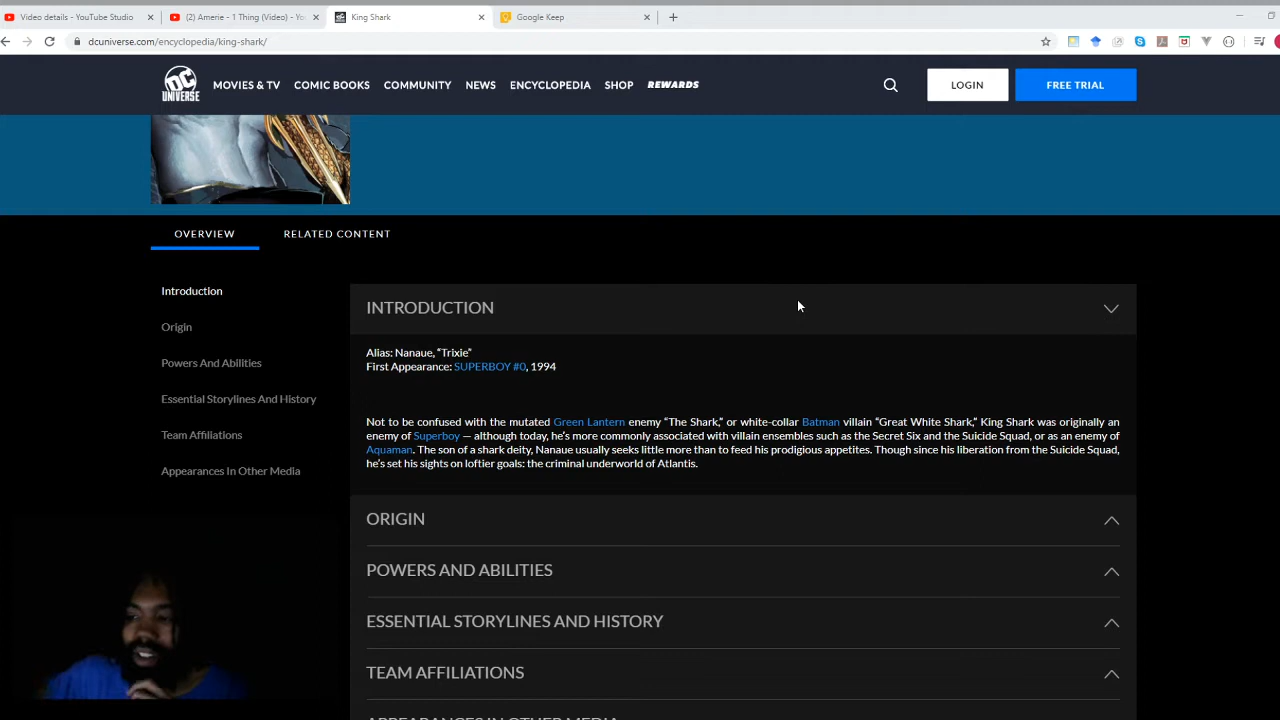 Video details - YouTube Studio
(2) Amerie - 1 Thing (Video) - Yo
King Shark
Google Keep
dcuniverse.com/encyclopedia/king-shark/
DC UNIVERSE
MOVIES & TV
COMIC BOOKS
COMMUNITY
NEWS
ENCYCLOPEDIA
SHOP
REWARDS
LOGIN
FREE TRIAL
OVERVIEW
RELATED CONTENT
Introduction
Origin
Powers And Abilities
Essential Storylines And History
Team Affiliations
Appearances In Other Media
INTRODUCTION
Alias: Nanaue, “Trixie”
First Appearance: SUPERBOY #0, 1994
Not to be confused with the mutated Green Lantern enemy “The Shark,” or white-collar Batman villain “Great White Shark,” King Shark was originally an
enemy of Superboy — although today, he’s more commonly associated with villain ensembles such as the Secret Six and the Suicide Squad, or as an enemy of
Aquaman. The son of a shark deity, Nanaue usually seeks little more than to feed his prodigious appetites. Though since his liberation from the Suicide Squad,
he’s set his sights on loftier goals: the criminal underworld of Atlantis.
ORIGIN
POWERS AND ABILITIES
ESSENTIAL STORYLINES AND HISTORY
TEAM AFFILIATIONS
APPEARANCES IN OTHER MEDIA